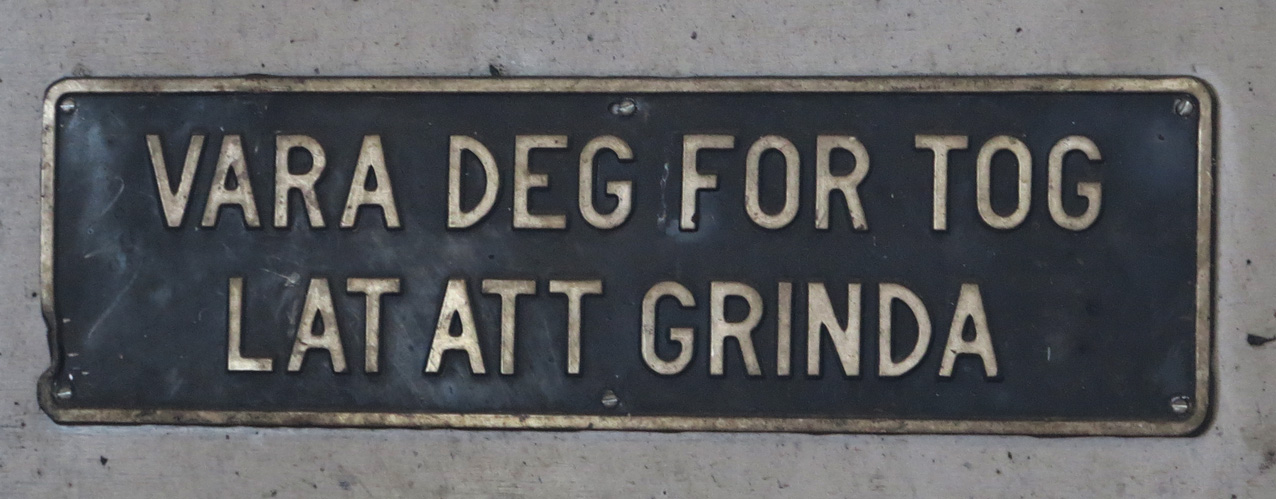 VARA DEG FOR TOG
LAT ATT GRINDA